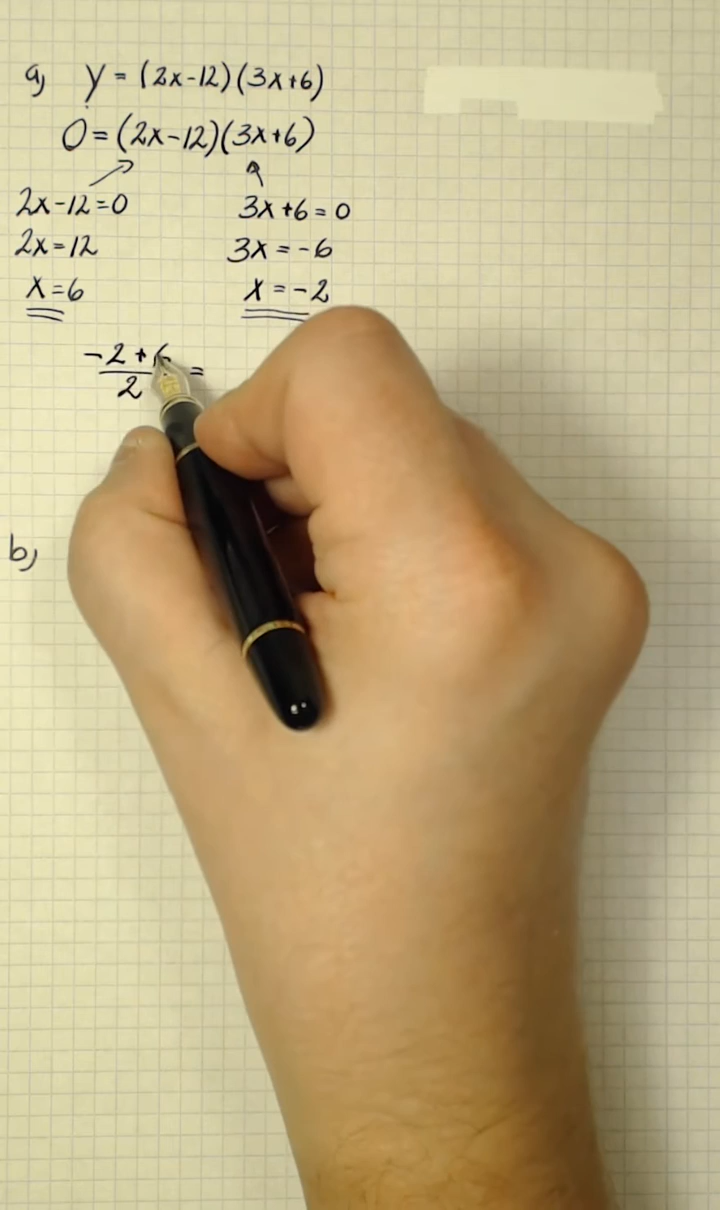 a) y = (2x-12)(3x+6)
0 = (2x-12)(3x+6)
2x-12=0 3x+6=0
2x=12 3x=-6
x=6 x=-2
-2+6
2 =
b)